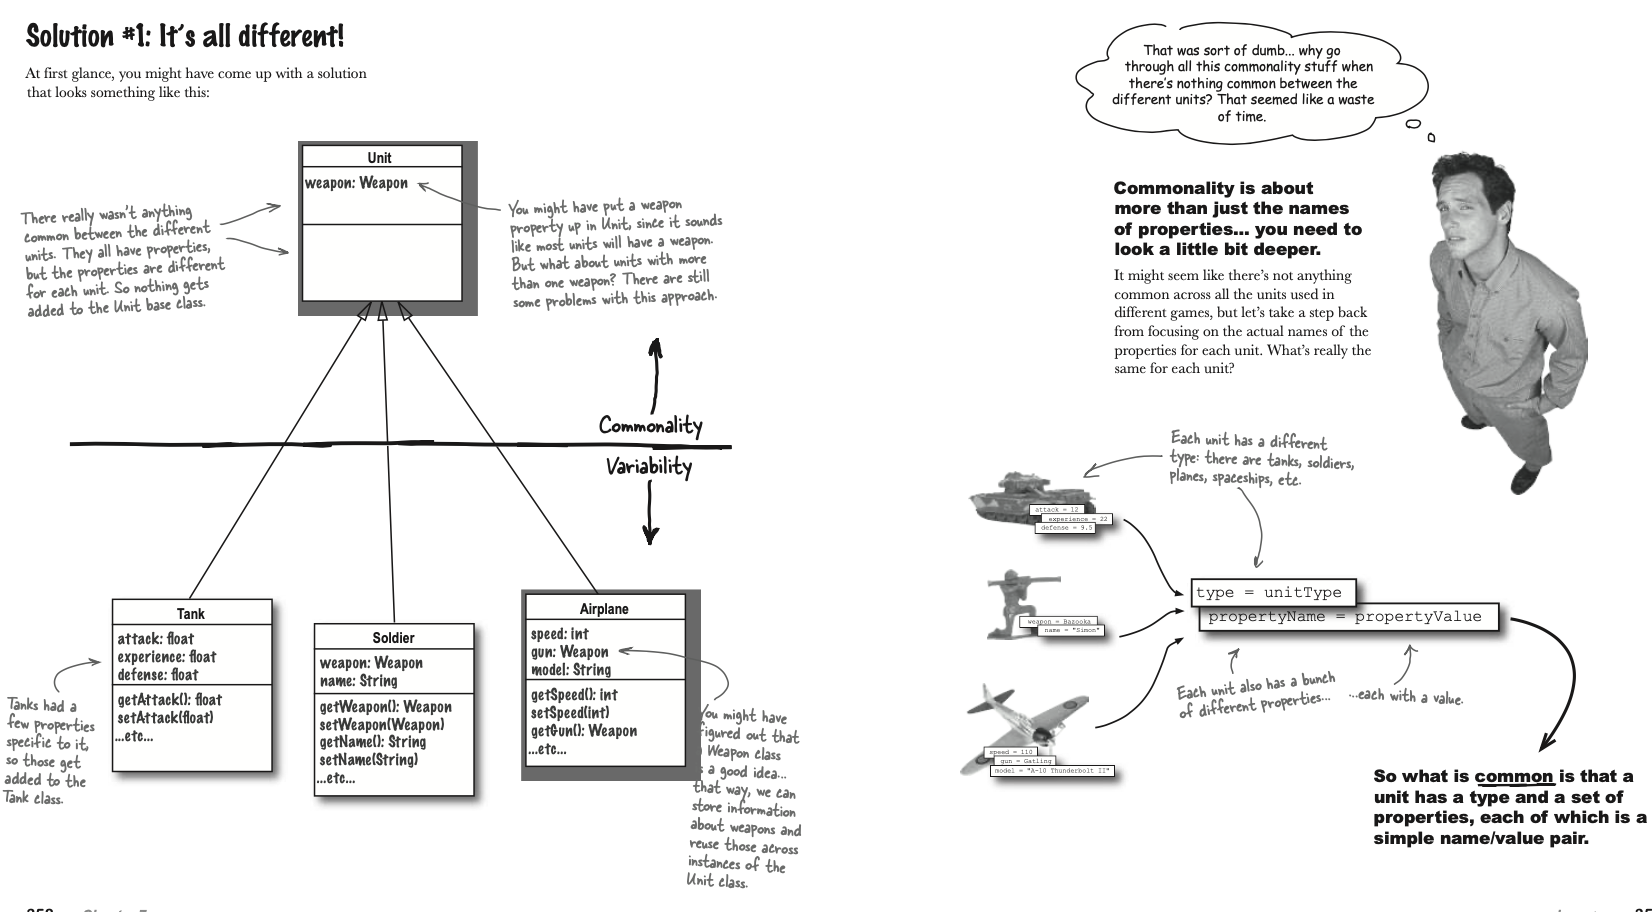 Solution #1: It's all different!
At first glance, you might have come up with a solution
that looks something like this:
Unit
weapon: Weapon
There really wasn't anything
common between the different
units. They all have properties,
but the properties are different
for each unit. So nothing gets
added to the Unit base class.
You might have put a weapon
property up in Unit, since it sounds
like most units will have a weapon.
But what about units with more
than one weapon? There are still
some problems with this approach.
Commonality
Variability
Tank
attack: float
experience: float
defense: float
getAttack(): float
setAttack(float)
...etc...
Tanks had a
few properties
specific to it,
so those get
added to the
Tank class.
Soldier
weapon: Weapon
name: String
getWeapon(): Weapon
setWeapon(Weapon)
getName(): String
setName(String)
...etc...
Airplane
speed: int
gun: Weapon
model: String
getSpeed(): int
setSpeed(int)
getGun(): Weapon
...etc...
You might have
figured out that
Weapon class
a good idea...
that way, we can
store information
about weapons and
reuse those across
instances of the
Unit class.
That was sort of dumb... why go
through all this commonality stuff when
there's nothing common between the
different units? That seemed like a waste
of time.
Commonality is about
more than just the names
of properties... you need to
look a little bit deeper.
It might seem like there's not anything
common across all the units used in
different games, but let's take a step back
from focusing on the actual names of the
properties for each unit. What's really the
same for each unit?
Each unit has a different
type: there are tanks, soldiers,
planes, spaceships, etc.
attack = 12
experience = 22
defense = 9.5
weapon = Bazooka
name = "Simon"
speed = 110
gun = Gatling
model = "A-10 Thunderbolt II"
type = unitType
propertyName = propertyValue
Each unit also has a bunch
of different properties...
...each with a value.
So what is common is that a
unit has a type and a set of
properties, each of which is a
simple name/value pair.